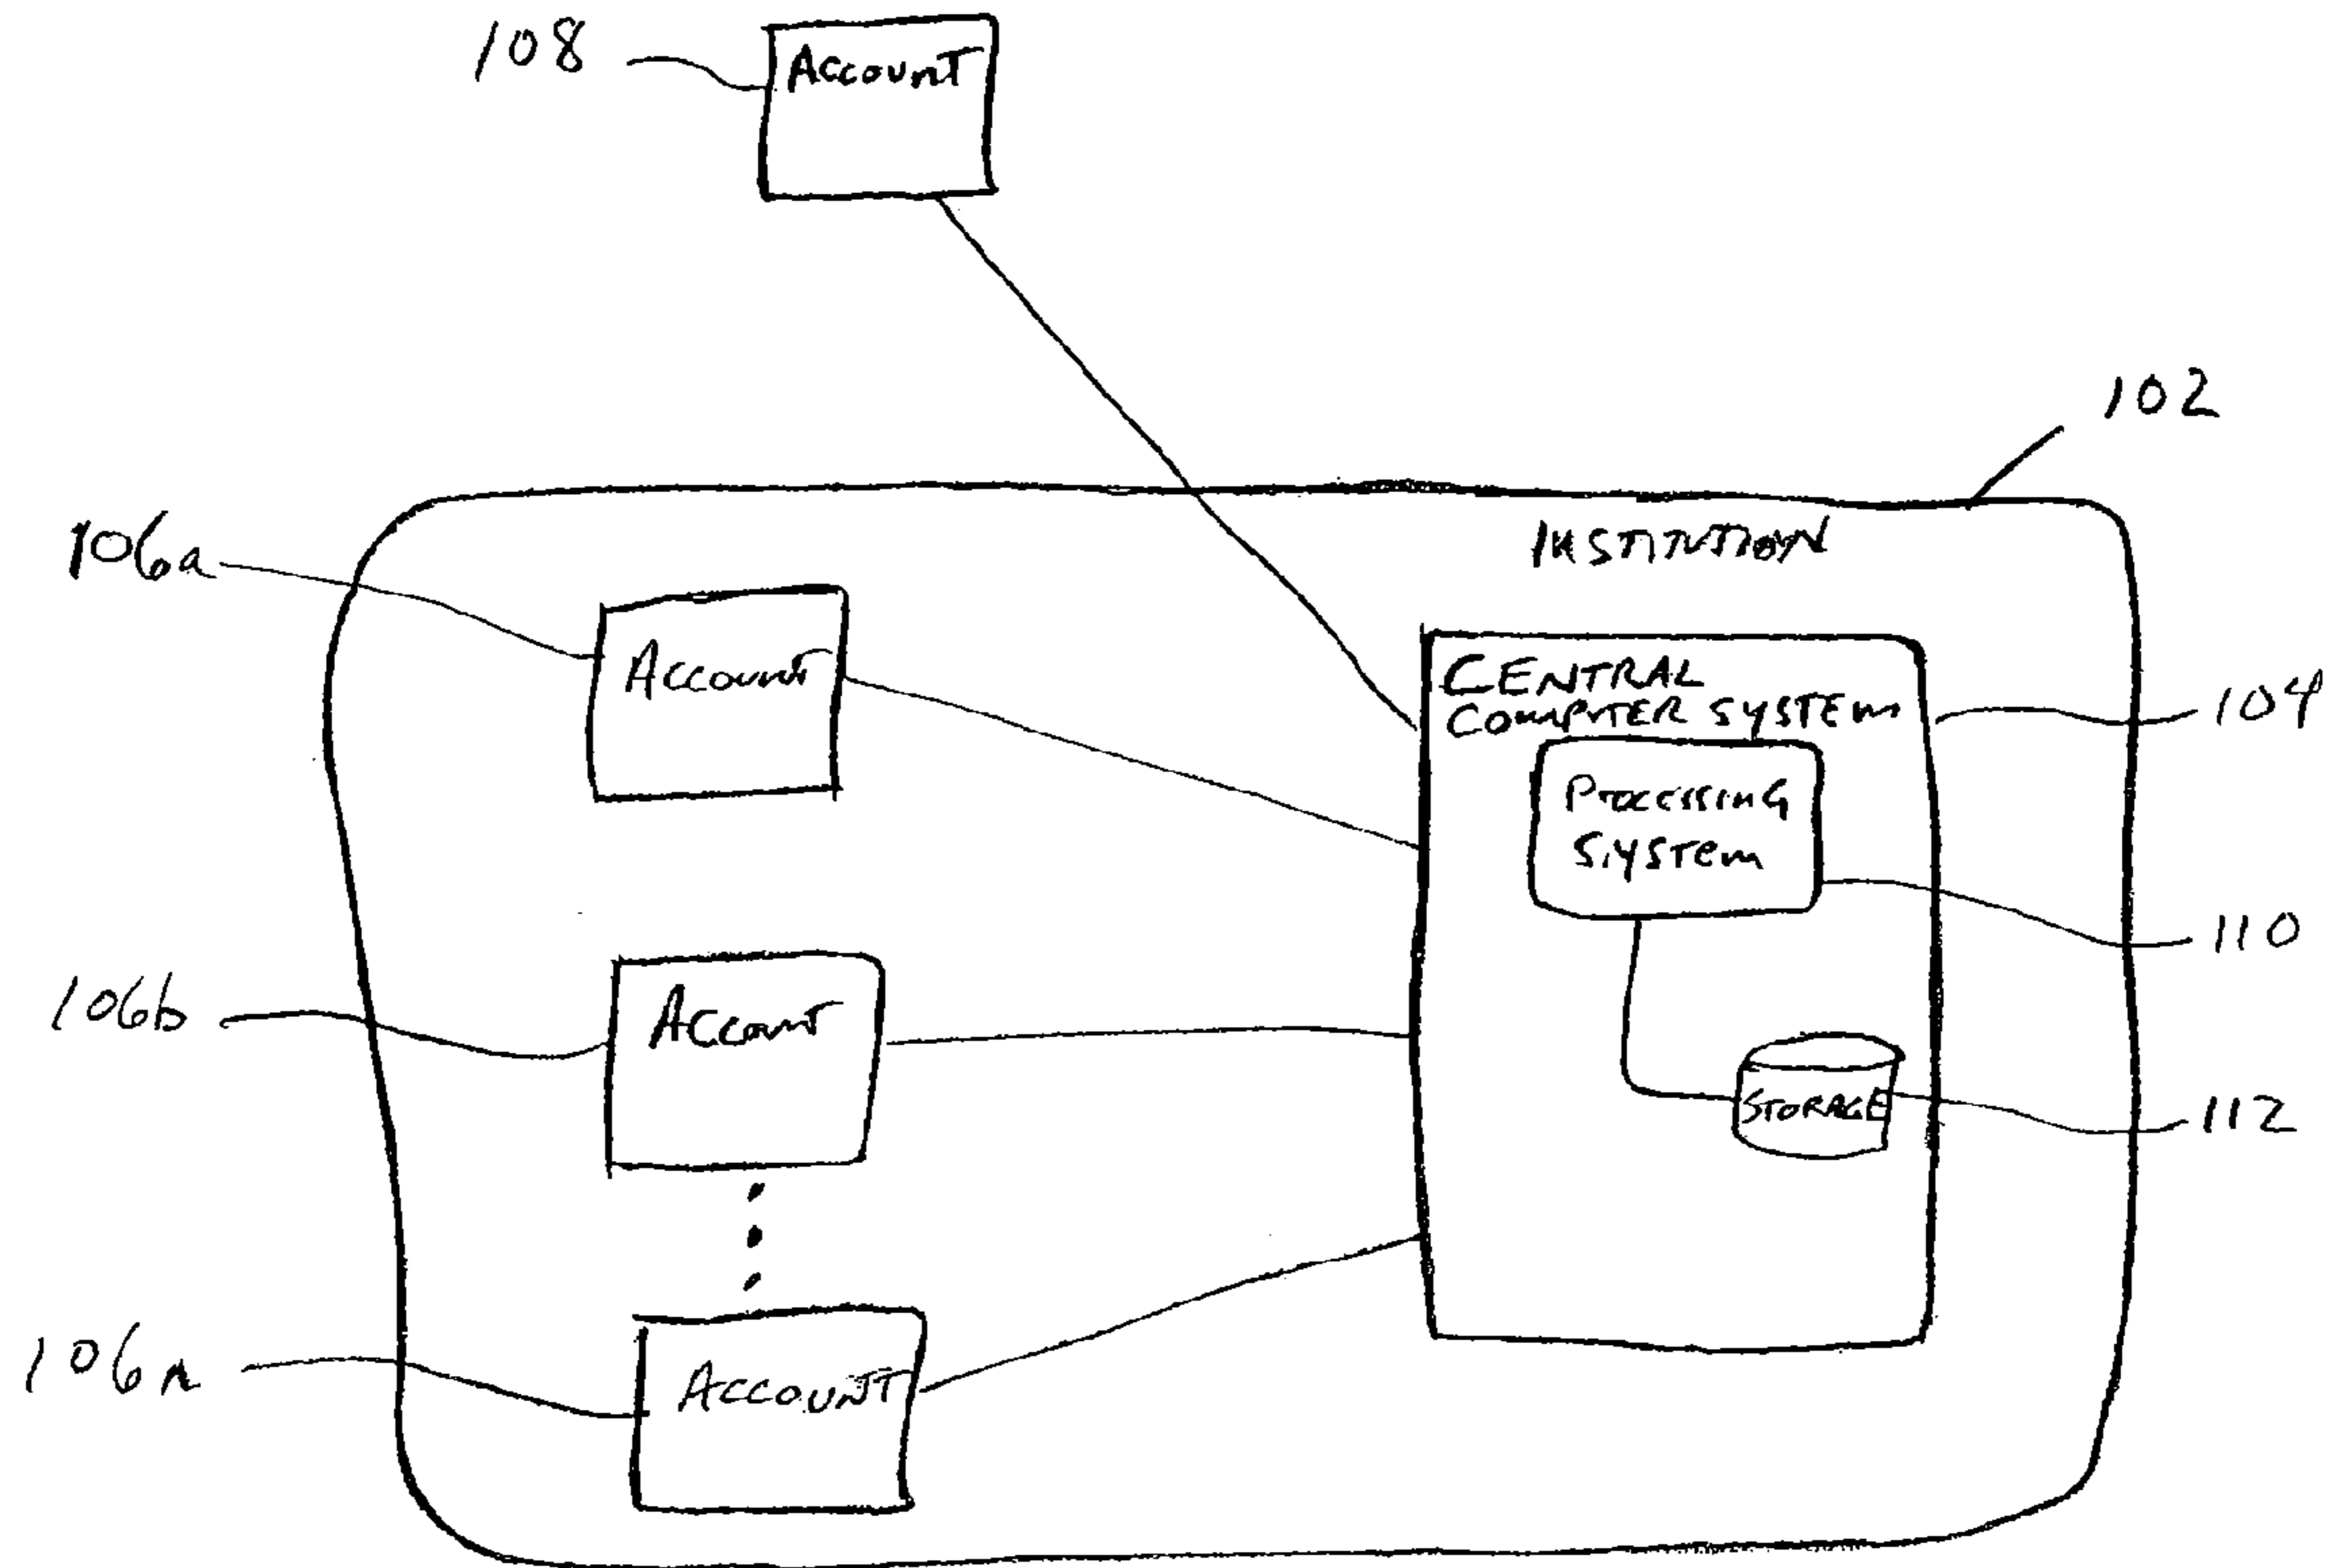 108
Account
102
INSTITUTION
106a
Account
CENTRAL
COMPUTER SYSTEM
104
PROCESSING
SYSTEM
110
106b
Account
STORAGE
112
106n
ACCOUNT